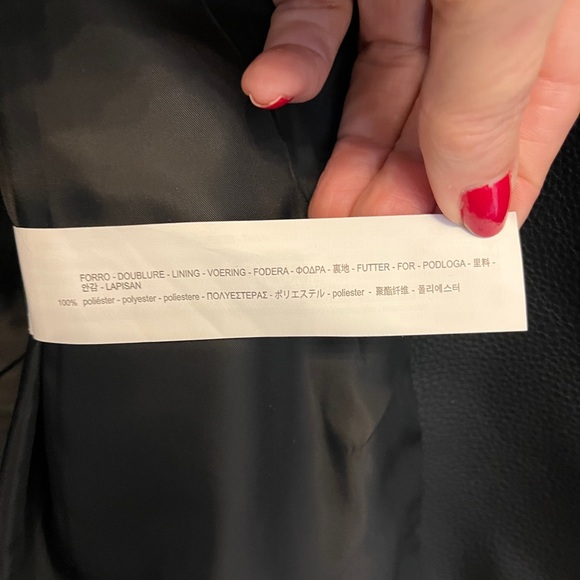 FORRO - DOUBLURE - LINING - VOERING - FODERA - ΦΟΔΡΑ - 裏地 - FUTTER - FOR - PODLOGA - 里料 -
안감 - LAPISAN
100% poliéster - polyester - poliestere - ΠΟΛΥΕΣΤΕΡΑΣ - ポリエステル - poliester - 聚酯纤维 - 폴리에스터